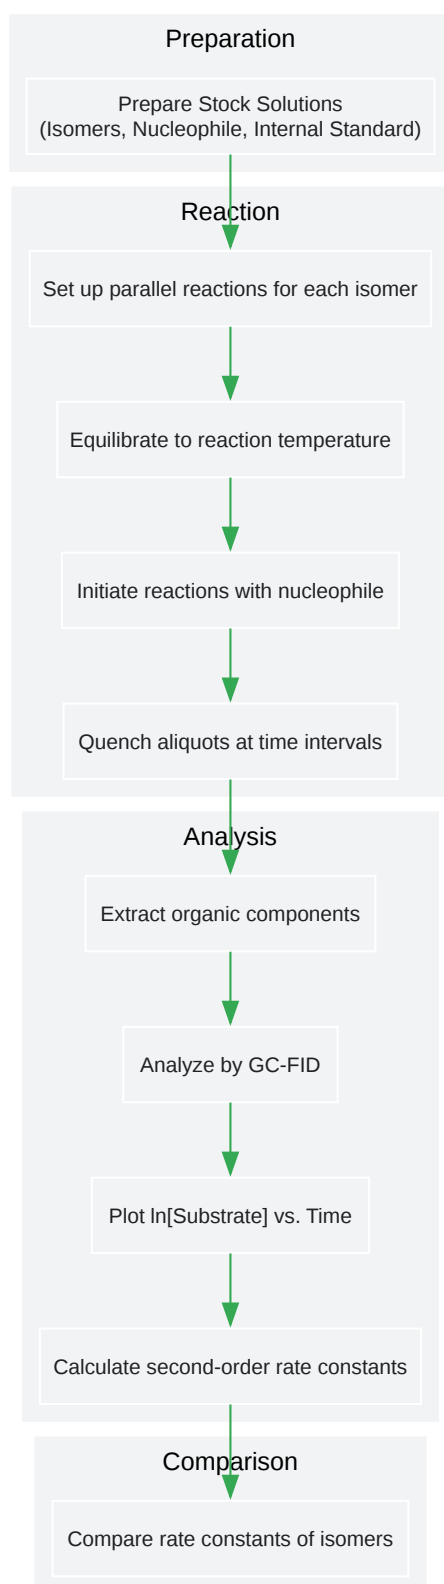 Preparation
Prepare Stock Solutions
(Isomers, Nucleophile, Internal Standard)
Reaction
Set up parallel reactions for each isomer
Equilibrate to reaction temperature
Initiate reactions with nucleophile
Quench aliquots at time intervals
Analysis
Extract organic components
Analyze by GC-FID
Plot ln[Substrate] vs. Time
Calculate second-order rate constants
Comparison
Compare rate constants of isomers